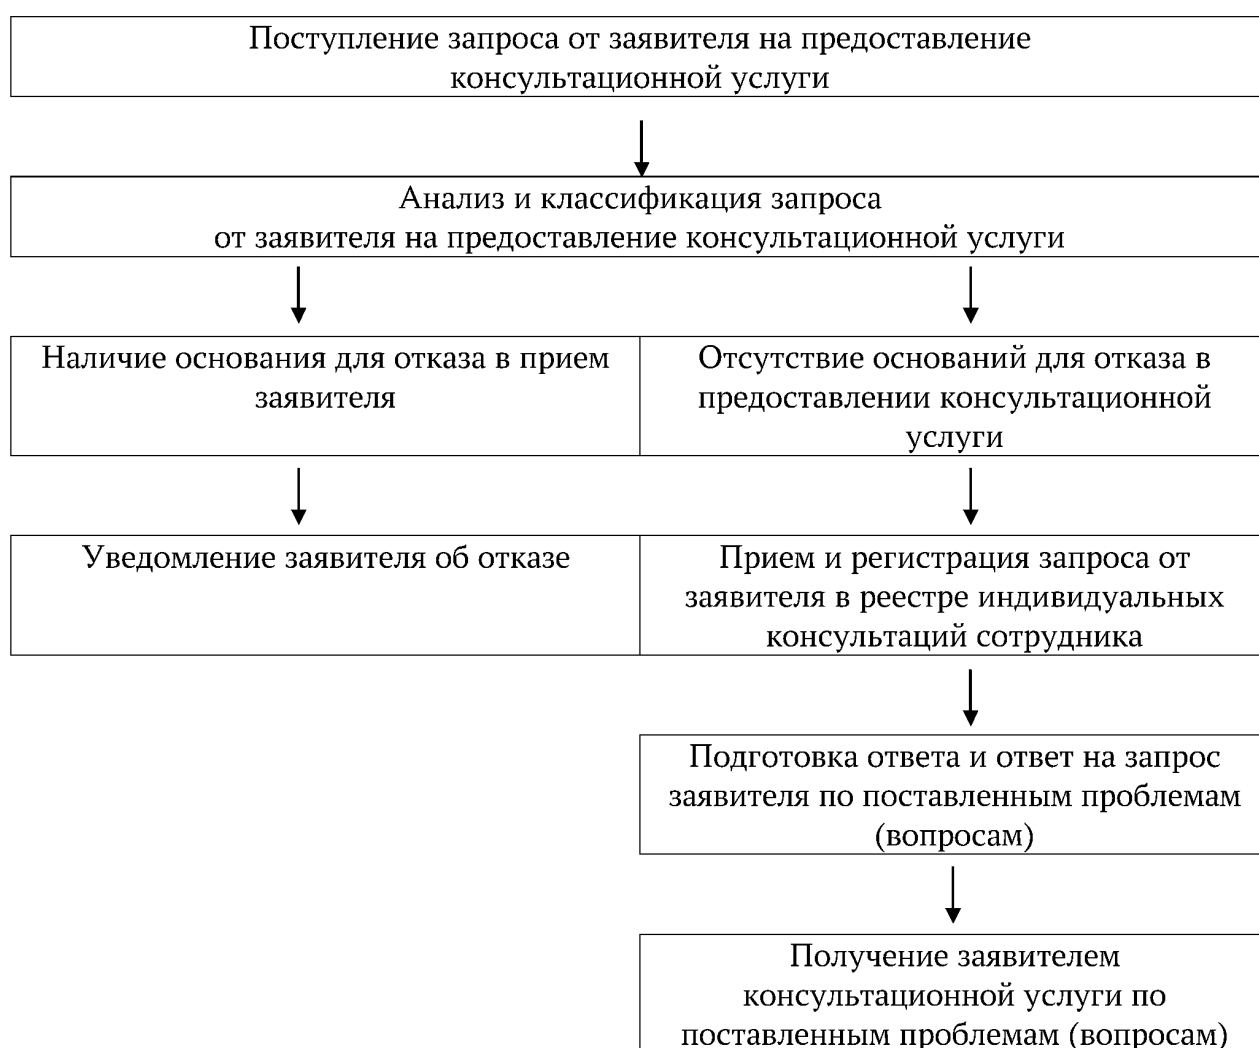 Поступление запроса от заявителя на предоставление
консультационной услуги
Анализ и классификация запроса
от заявителя на предоставление консультационной услуги
Наличие основания для отказа в прием
заявителя
Отсутствие оснований для отказа в
предоставлении консультационной
услуги
Уведомление заявителя об отказе
Прием и регистрация запроса от
заявителя в реестре индивидуальных
консультаций сотрудника
Подготовка ответа и ответ на запрос
заявителя по поставленным проблемам
(вопросам)
Получение заявителем
консультационной услуги по
поставленным проблемам (вопросам)